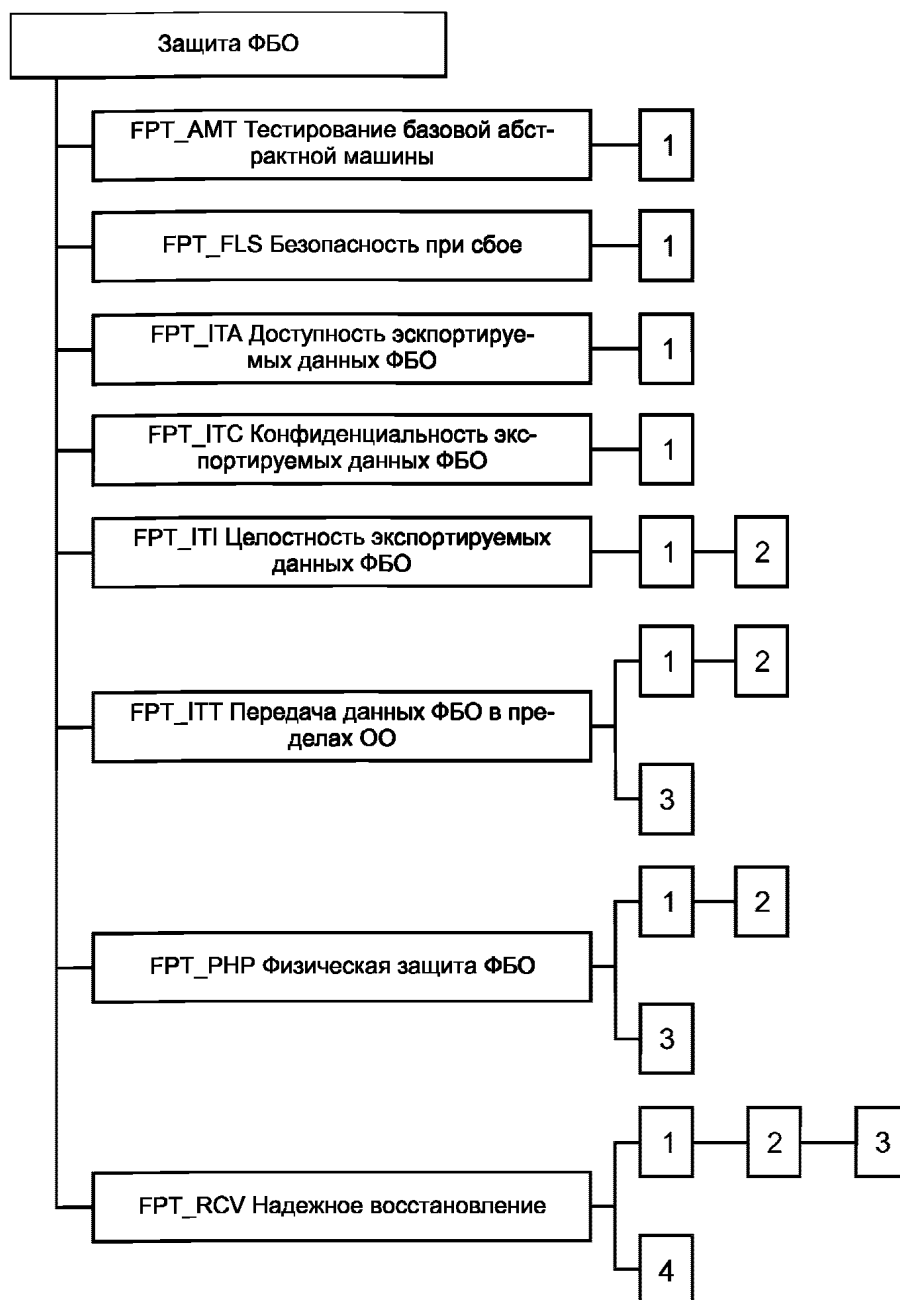 Защита ФБО
FPT_AMT Тестирование базовой абст-
рактной машины
1
FPT_FLS Безопасность при сбое
1
FPT_ITA Доступность эскпортируе-
мых данных ФБО
1
FPT_ITC Конфиденциальность экс-
портируемых данных ФБО
1
FPT_ITI Целостность экспортируемых
данных ФБО
1 2
1 2
FPT_ITT Передача данных ФБО в пре-
делах ОО
3
1 2
FPT_PHP Физическая защита ФБО
3
1 2 3
FPT_RCV Надежное восстановление
4